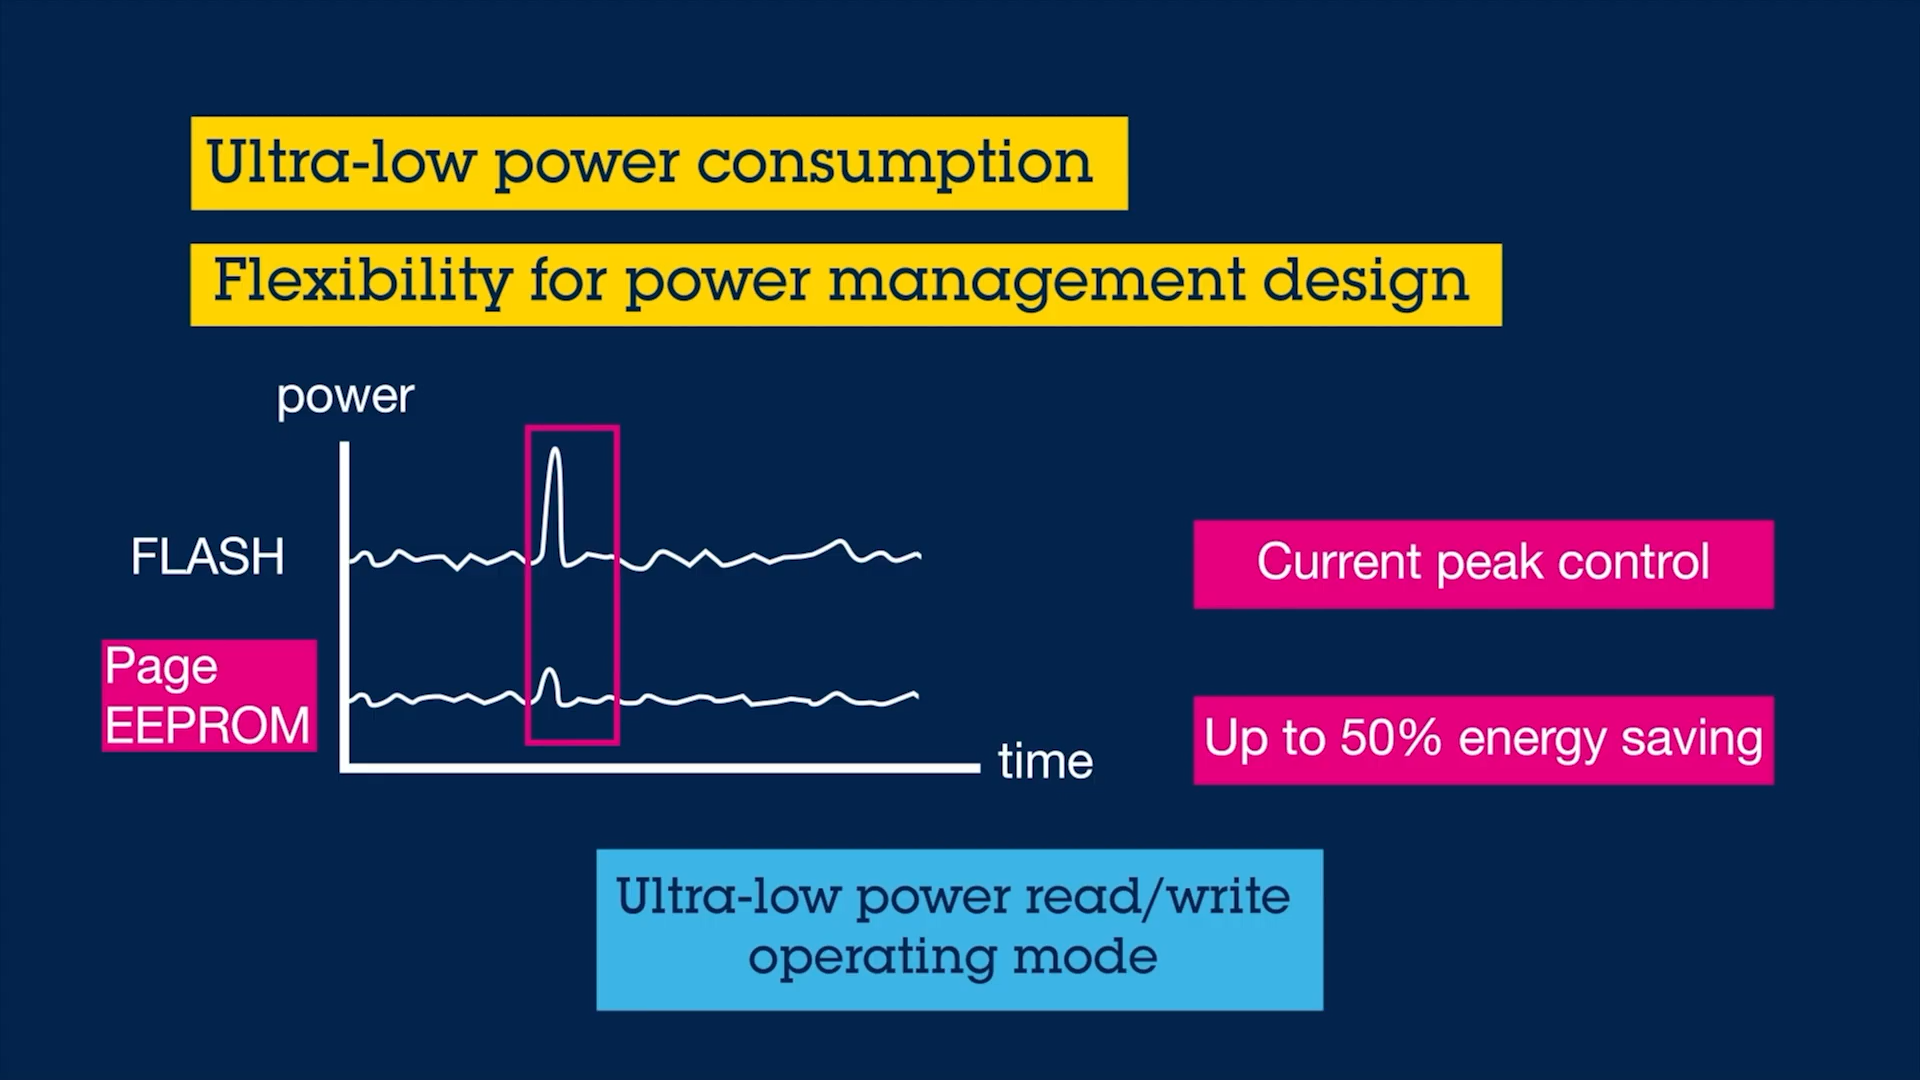 Ultra-low power consumption
Flexibility for power management design
power
FLASH
Page
EEPROM
time
Current peak control
Up to 50% energy saving
Ultra-low power read/write
operating mode